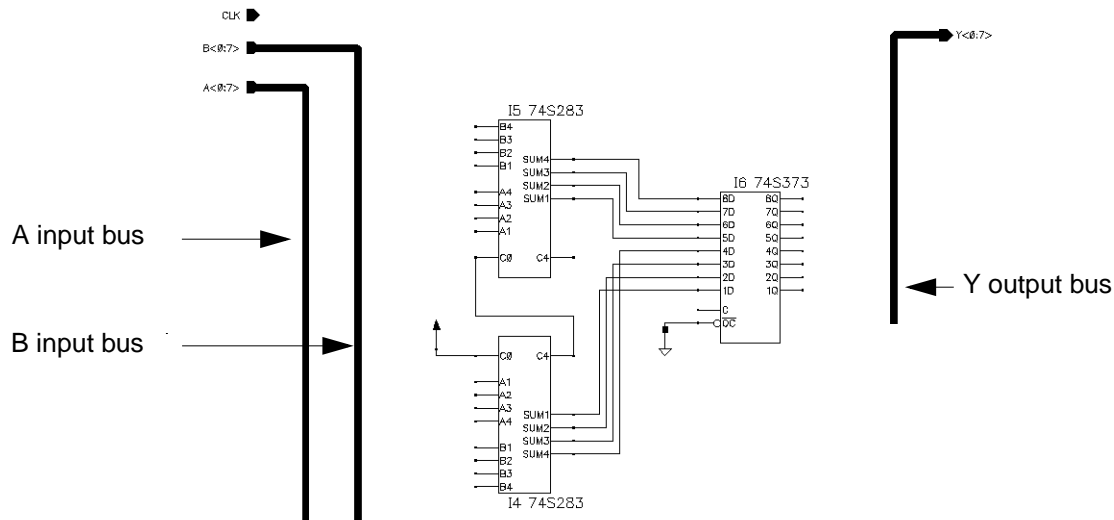 CLK
B<0:7>
A<0:7>
Y<0:7>
A input bus
B input bus
Y output bus
I5 74S283
B4
B3
B2
B1
A4
A3
A2
A1
C0
SUM4
SUM3
SUM2
SUM1
C4
I6 74S373
8D
7D
6D
5D
4D
3D
2D
1D
C
OC
8Q
7Q
6Q
5Q
4Q
3Q
2Q
1Q
C0
A1
A2
A3
A4
B1
B2
B3
B4
C4
SUM1
SUM2
SUM3
SUM4
I4 74S283